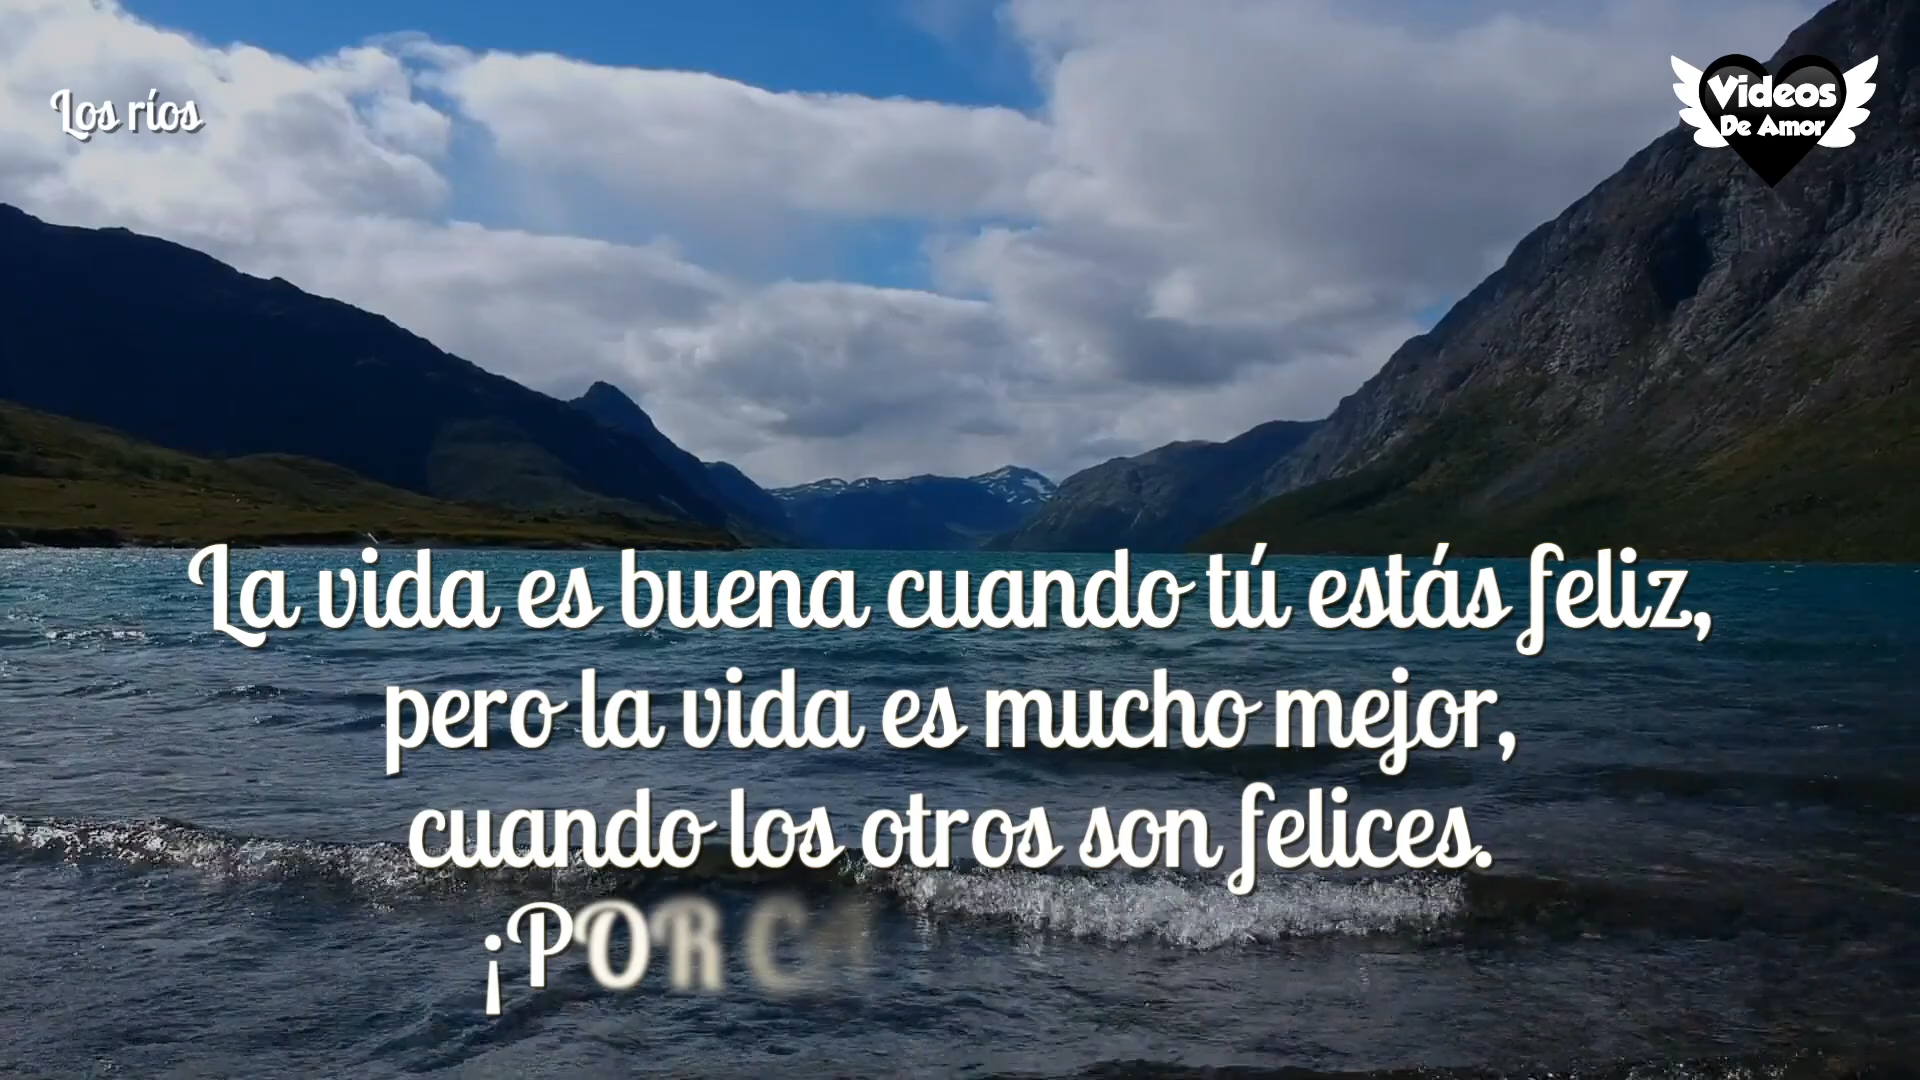 Los ríos
Videos
De Amor
La vida es buena cuando tú estás feliz,
pero la vida es mucho mejor,
cuando los otros son felices.
¡POR